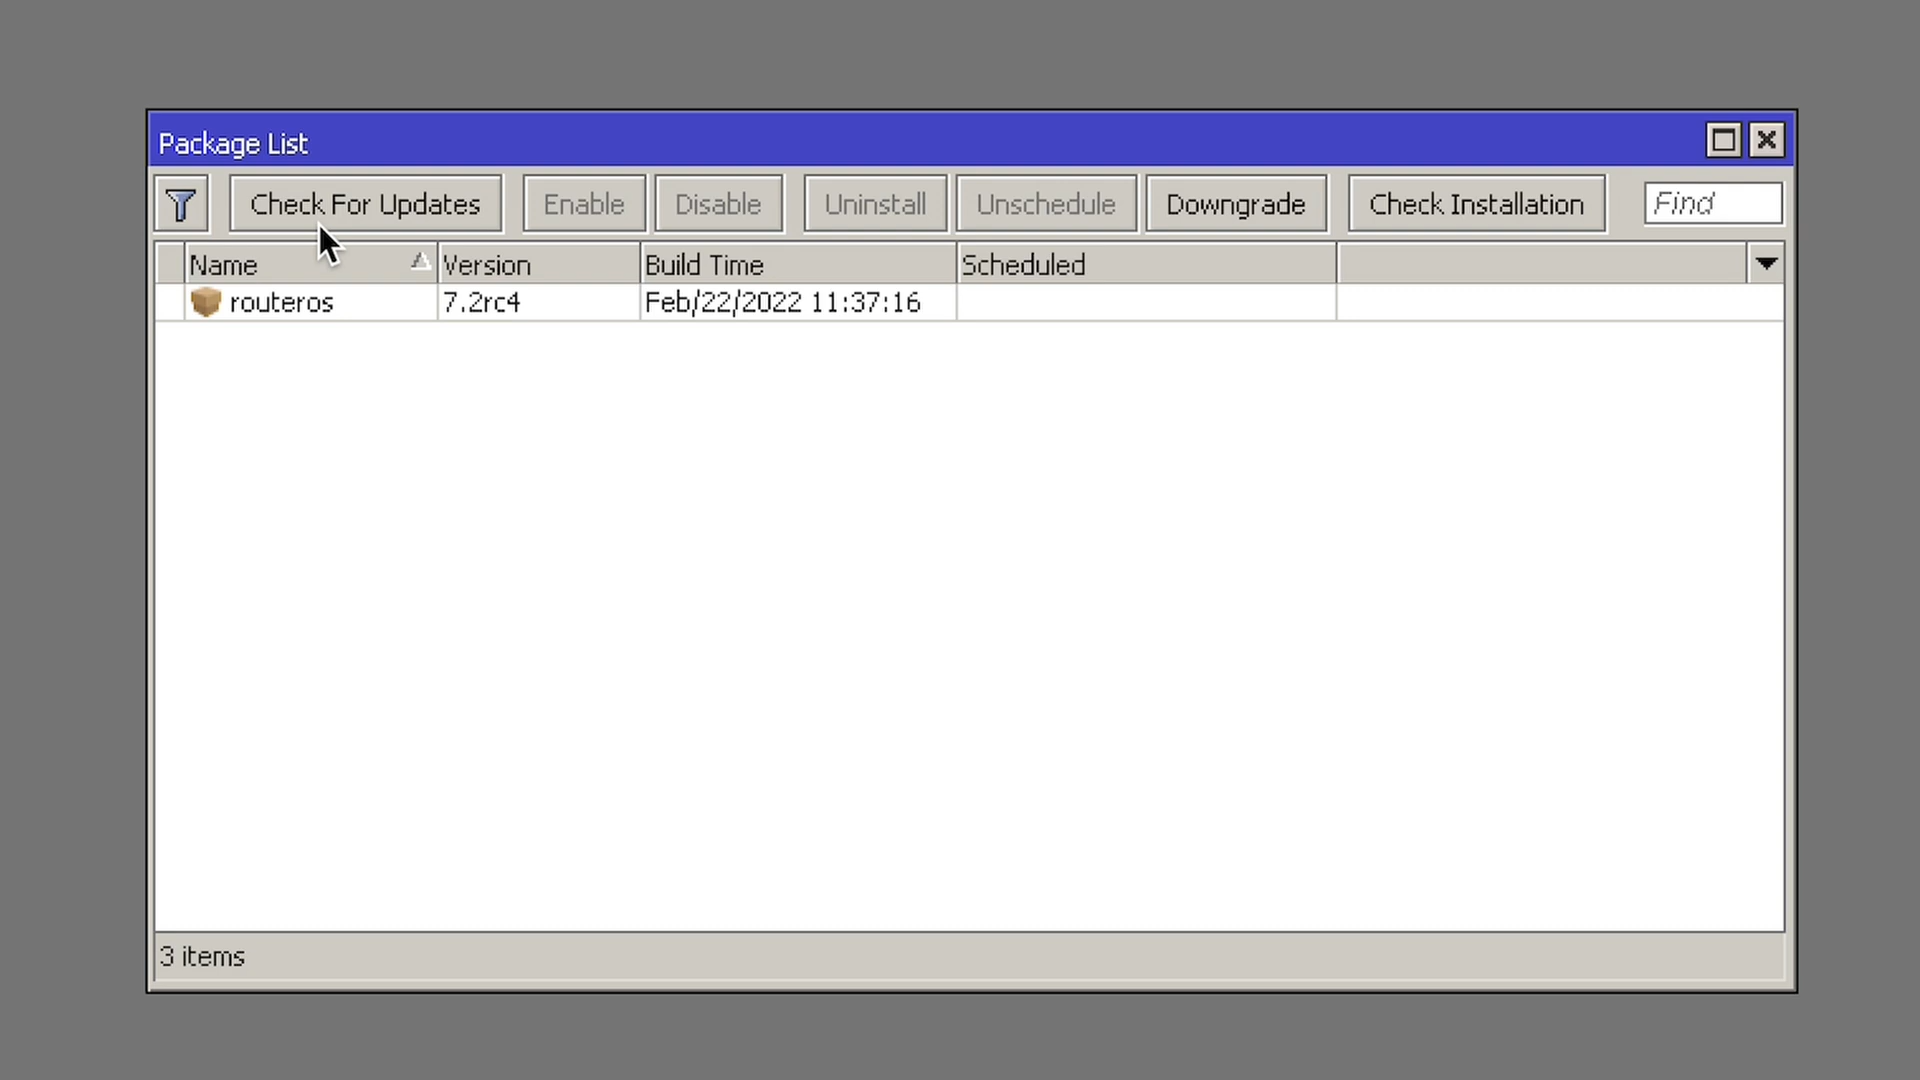 Package List
Check For Updates Enable Disable Uninstall Unschedule Downgrade Check Installation Find
Name Version Build Time Scheduled
routeros 7.2rc4 Feb/22/2022 11:37:16
3 items